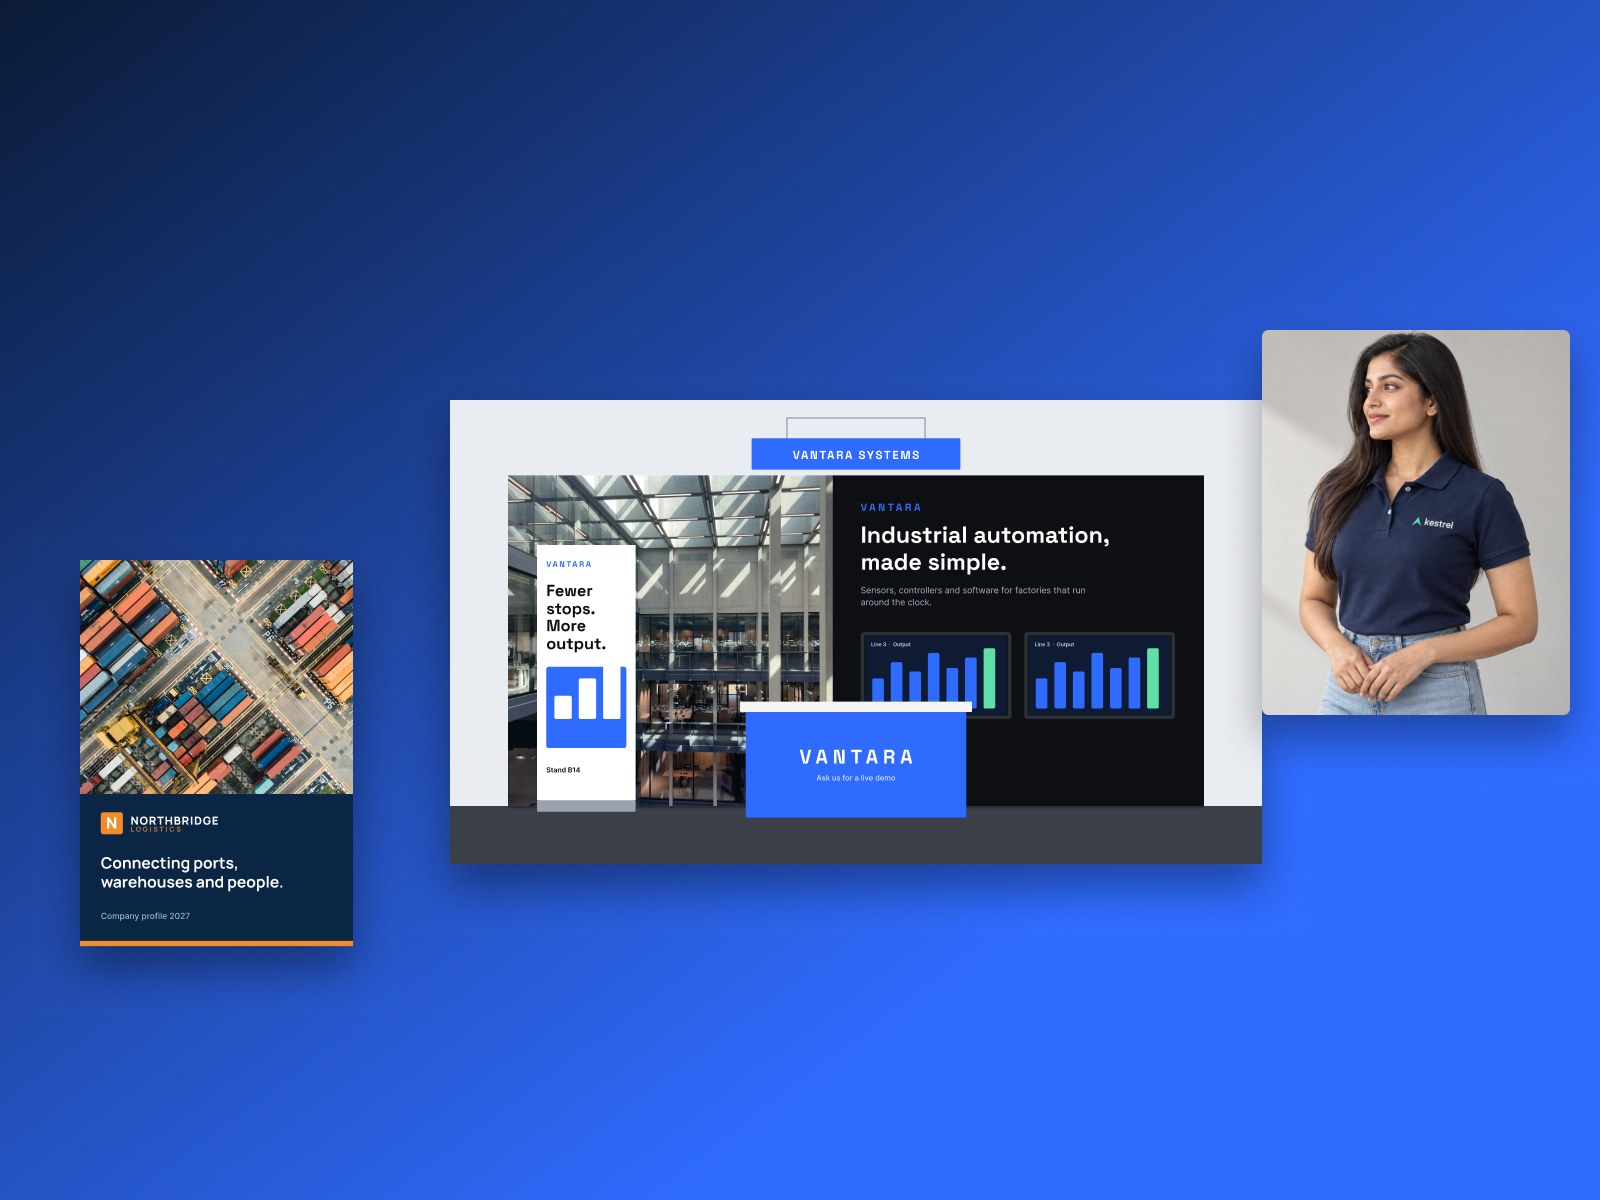 VANTARA SYSTEMS
VANTARA
Fewer
stops.
More
output.
Stand B14
VANTARA
Industrial automation,
made simple.
Sensors, controllers and software for factories that run
around the clock.
Line 3 · Output
Line 3 · Output
VANTARA
Ask us for a live demo
kestrel
N
NORTHBRIDGE
LOGISTICS
Connecting ports,
warehouses and people.
Company profile 2027